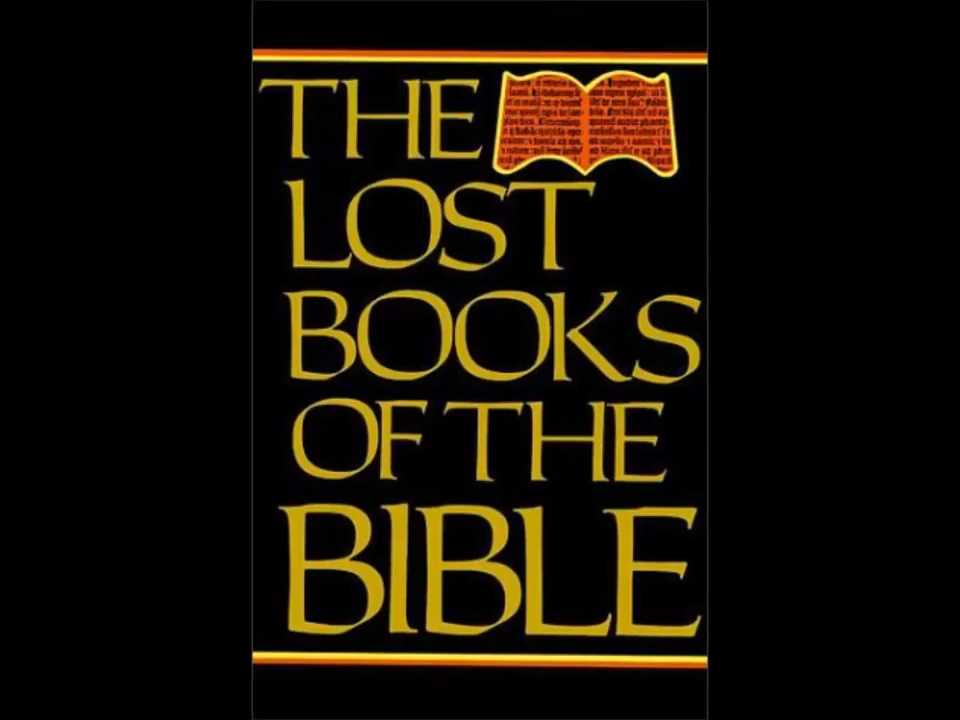 THE
LOST
BOOKS
OF THE
BIBLE